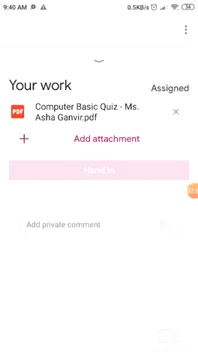 9:40 AM
0.5KB/s
54
Your work
Assigned
PDF
Computer Basic Quiz - Ms.
Asha Ganvir.pdf
Add attachment
Hand in
Add private comment